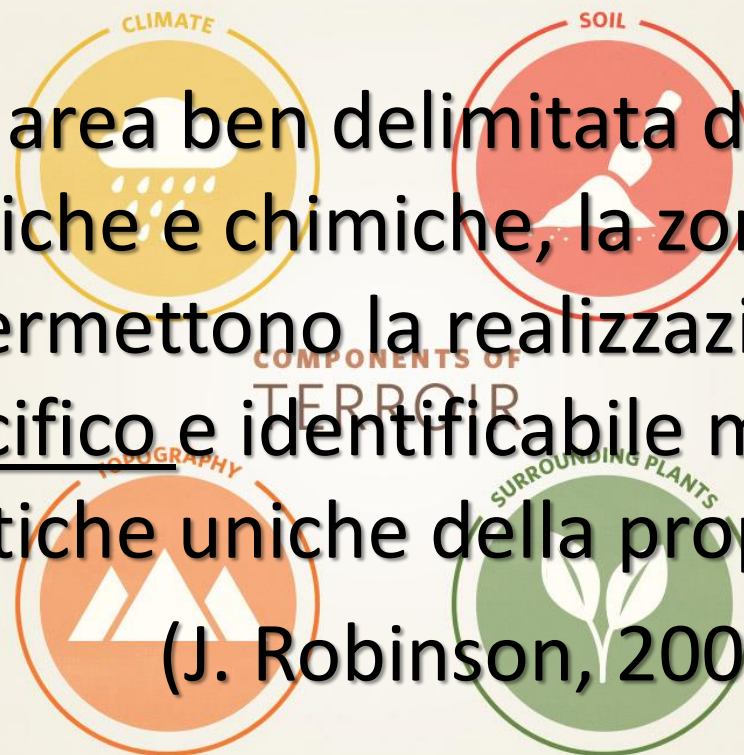 CLIMATE
SOIL
area ben delimitata d
iche e chimiche, la zo
ermettono la realizzazi
COMPONENTS OF
TERROIR
cifico e identificabile m
TOPOGRAPHY
SURROUNDING PLANTS
tiche uniche della prop
(J. Robinson, 200